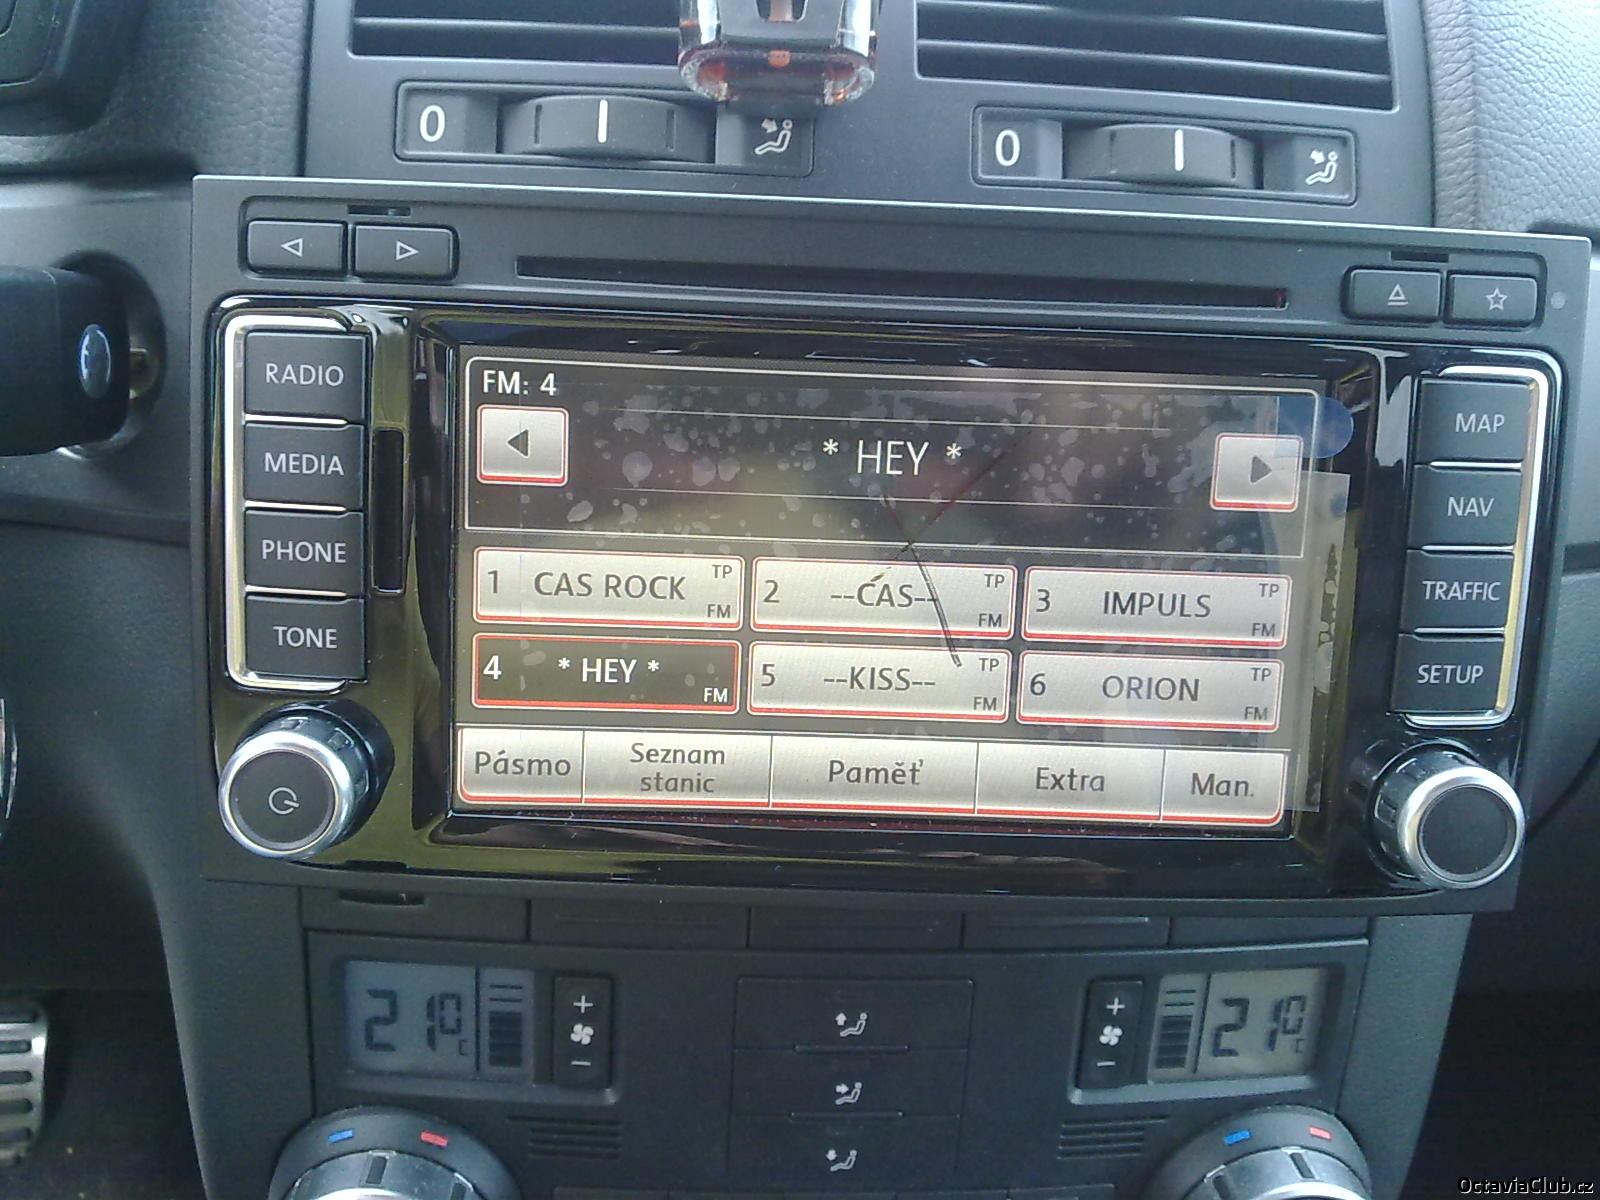 0
0
RADIO
MEDIA
PHONE
TONE
MAP
NAV
TRAFFIC
SETUP
FM: 4
* HEY *
1 CAS ROCK TP FM
2 --CAS-- TP FM
3 IMPULS TP FM
4 * HEY * FM
5 --KISS-- TP FM
6 ORION TP FM
Pásmo
Seznam
stanic
Paměť
Extra
Man.
21.0 °C
+
-
+
-
21.0 °C
OctaviaClub.cz